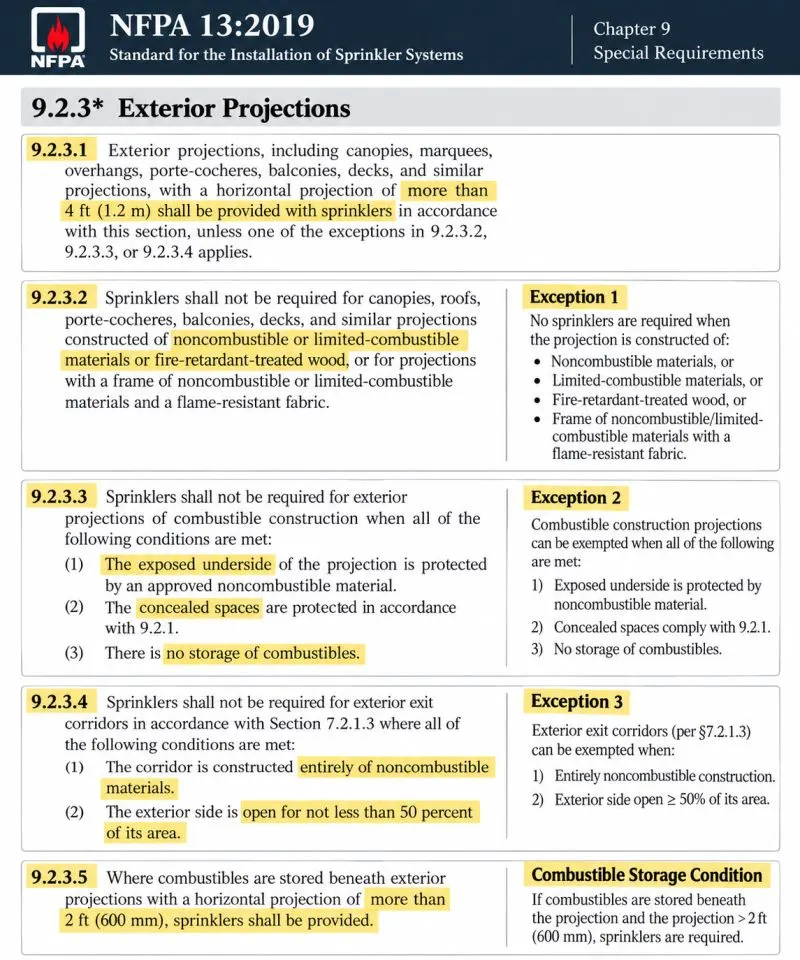 NFPA
NFPA 13:2019
Standard for the Installation of Sprinkler Systems
Chapter 9
Special Requirements
9.2.3* Exterior Projections
9.2.3.1 Exterior projections, including canopies, marquees,
overhangs, porte-cocheres, balconies, decks, and similar
projections, with a horizontal projection of more than
4 ft (1.2 m) shall be provided with sprinklers in accordance
with this section, unless one of the exceptions in 9.2.3.2,
9.2.3.3, or 9.2.3.4 applies.
9.2.3.2 Sprinklers shall not be required for canopies, roofs,
porte-cocheres, balconies, decks, and similar projections
constructed of noncombustible or limited-combustible
materials or fire-retardant-treated wood, or for projections
with a frame of noncombustible or limited-combustible
materials and a flame-resistant fabric.
Exception 1
No sprinklers are required when
the projection is constructed of:
• Noncombustible materials, or
• Limited-combustible materials, or
• Fire-retardant-treated wood, or
• Frame of noncombustible/limited-
combustible materials with a
flame-resistant fabric.
9.2.3.3 Sprinklers shall not be required for exterior
projections of combustible construction when all of the
following conditions are met:
(1) The exposed underside of the projection is protected
by an approved noncombustible material.
(2) The concealed spaces are protected in accordance
with 9.2.1.
(3) There is no storage of combustibles.
Exception 2
Combustible construction projections
can be exempted when all of the following
are met:
1) Exposed underside is protected by
noncombustible material.
2) Concealed spaces comply with 9.2.1.
3) No storage of combustibles.
9.2.3.4 Sprinklers shall not be required for exterior exit
corridors in accordance with Section 7.2.1.3 where all of
the following conditions are met:
(1) The corridor is constructed entirely of noncombustible
materials.
(2) The exterior side is open for not less than 50 percent
of its area.
Exception 3
Exterior exit corridors (per §7.2.1.3)
can be exempted when:
1) Entirely noncombustible construction.
2) Exterior side open ≥ 50% of its area.
9.2.3.5 Where combustibles are stored beneath exterior
projections with a horizontal projection of more than
2 ft (600 mm), sprinklers shall be provided.
Combustible Storage Condition
If combustibles are stored beneath
the projection and the projection > 2 ft
(600 mm), sprinklers are required.